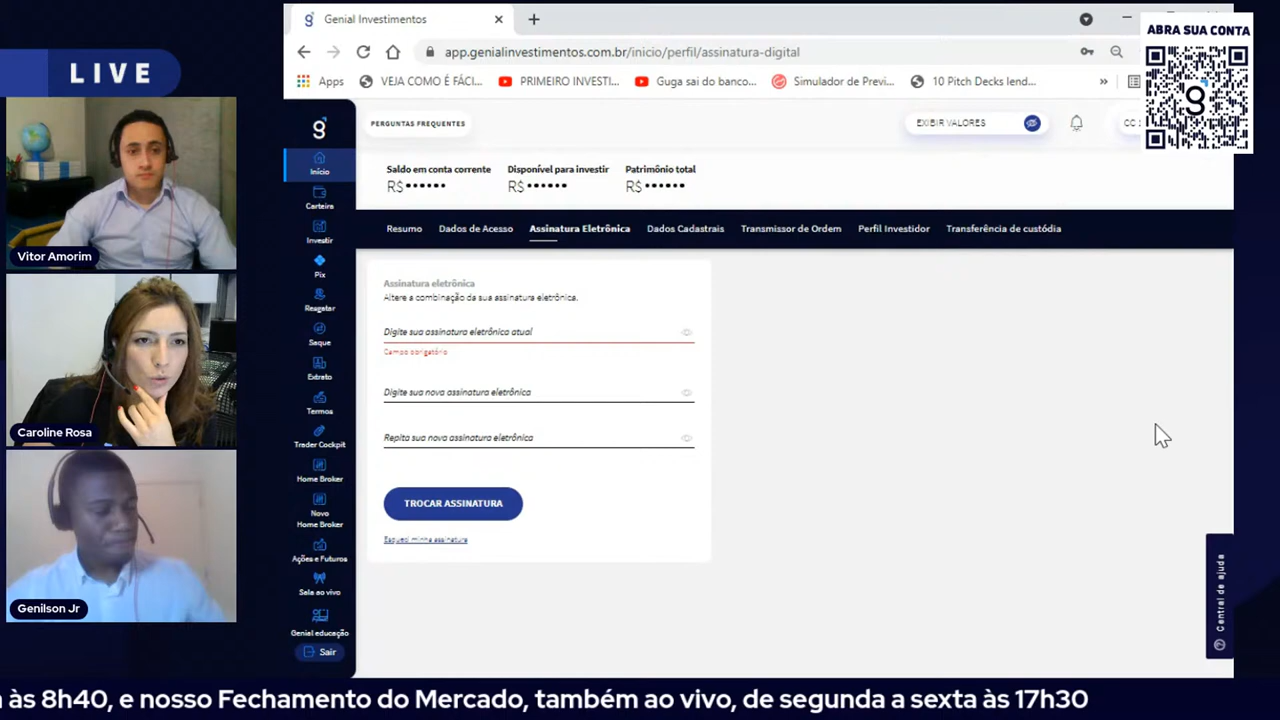 LIVE
Vitor Amorim
Caroline Rosa
Genilson Jr
Genial Investimentos
app.genialinvestimentos.com.br/inicio/perfil/assinatura-digital
Apps
VEJA COMO É FÁCI...
PRIMEIRO INVESTI...
Guga sai do banco...
Simulador de Previ...
10 Pitch Decks lend...
»
ABRA SUA CONTA
g
PERGUNTAS FREQUENTES
EXIBIR VALORES
CC
Início
Carteira
Investir
Pix
Resgatar
Saque
Extrato
Termos
Trader Cockpit
Home Broker
Novo
Home Broker
Ações e Futuros
Sala ao vivo
Genial educação
Sair
Saldo em conta corrente
R$ ••••••
Disponível para investir
R$ ••••••
Patrimônio total
R$ ••••••
Resumo
Dados de Acesso
Assinatura Eletrônica
Dados Cadastrais
Transmissor de Ordem
Perfil Investidor
Transferência de custódia
Assinatura eletrônica
Altere a combinação da sua assinatura eletrônica.
Digite sua assinatura eletrônica atual
Campo obrigatório
Digite sua nova assinatura eletrônica
Repita sua nova assinatura eletrônica
TROCAR ASSINATURA
Esqueci minha assinatura
Central de ajuda
às 8h40, e nosso Fechamento do Mercado, também ao vivo, de segunda a sexta às 17h30